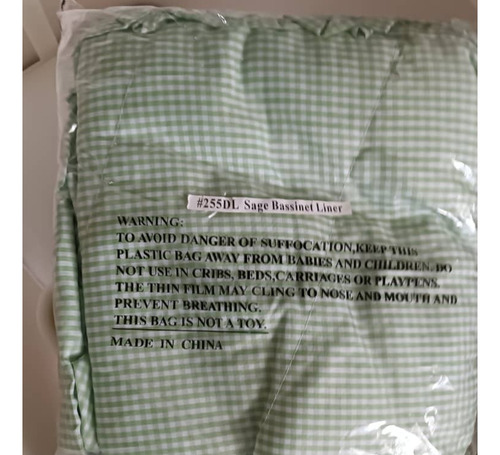 #255DL Sage Bassinet Liner
WARNING:
TO AVOID DANGER OF SUFFOCATION,KEEP THIS
PLASTIC BAG AWAY FROM BABIES AND CHILDREN. DO
NOT USE IN CRIBS, BEDS,CARRIAGES OR PLAYPENS.
THE THIN FILM MAY CLING TO NOSE AND MOUTH AND
PREVENT BREATHING.
THIS BAG IS NOT A TOY.
MADE IN CHINA